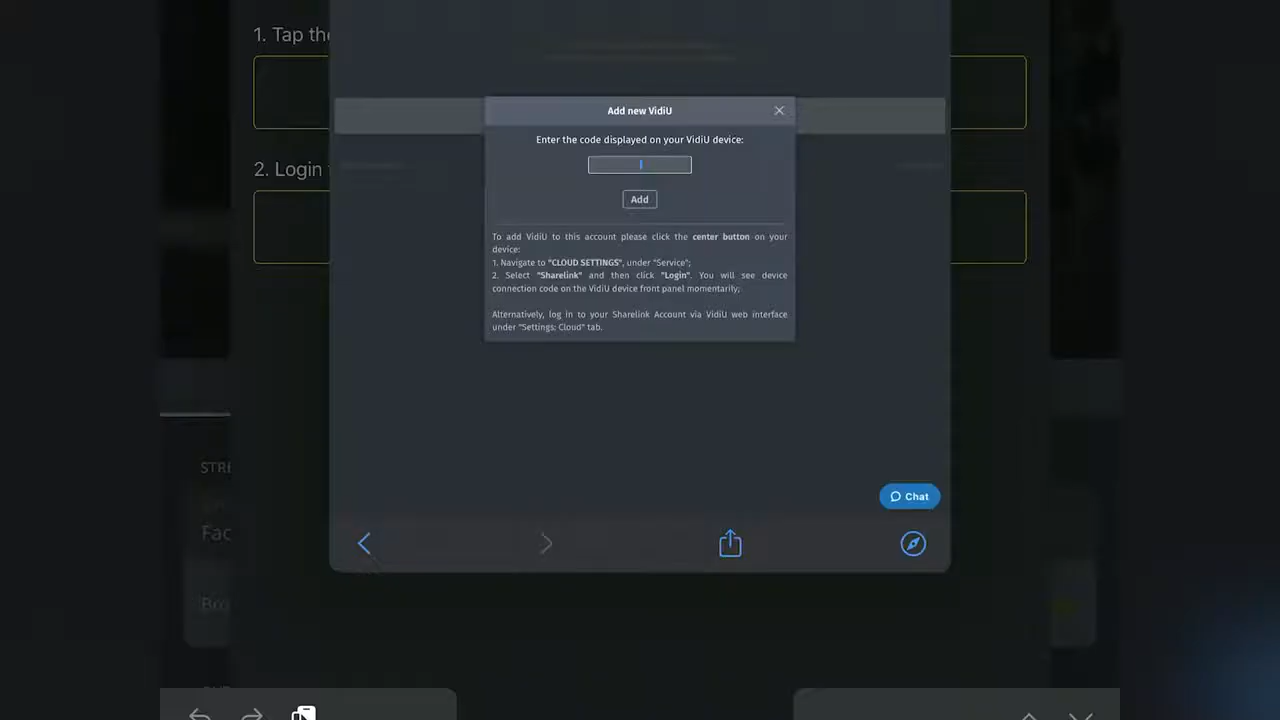 1. Tap the
Add new VidiU
Enter the code displayed on your VidiU device:
Add
2. Login
To add VidiU to this account please click the center button on your
device:
1. Navigate to "CLOUD SETTINGS", under "Service";
2. Select "Sharelink" and then click "Login". You will see device
connection code on the VidiU device front panel momentarily;
Alternatively, log in to your Sharelink Account via VidiU web interface
under "Settings: Cloud" tab.
STRE
Chat
Fac
Bro